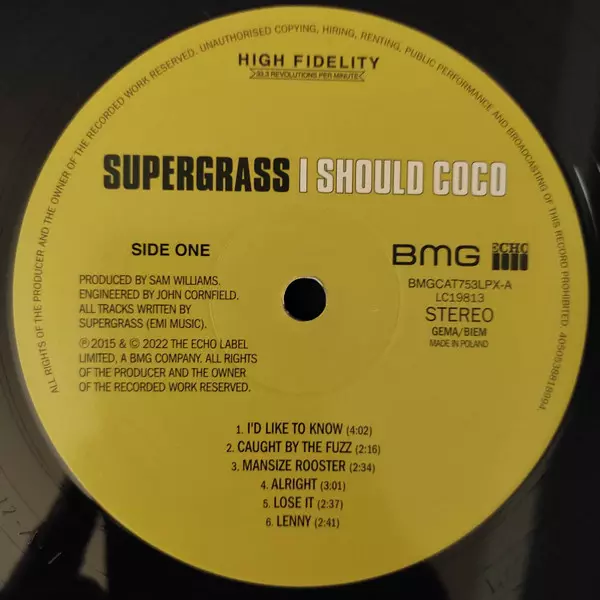 ALL RIGHTS OF THE PRODUCER AND THE OWNER OF THE RECORDED WORK RESERVED. UNAUTHORISED COPYING, HIRING, RENTING, PUBLIC PERFORMANCE AND BROADCASTING OF THIS RECORD PROHIBITED. 4050538818994.
HIGH FIDELITY
33.3 REVOLUTIONS PER MINUTE
SUPERGRASS I SHOULD COCO
SIDE ONE
BMG ECHO
PRODUCED BY SAM WILLIAMS.
ENGINEERED BY JOHN CORNFIELD.
ALL TRACKS WRITTEN BY
SUPERGRASS (EMI MUSIC).
℗ 2015 & © 2022 THE ECHO LABEL
LIMITED, A BMG COMPANY. ALL RIGHTS
OF THE PRODUCER AND THE OWNER
OF THE RECORDED WORK RESERVED.
BMGCAT753LPX-A
LC19813
STEREO
GEMA/BIEM
MADE IN POLAND
1. I'D LIKE TO KNOW (4:02)
2. CAUGHT BY THE FUZZ (2:16)
3. MANSIZE ROOSTER (2:34)
4. ALRIGHT (3:01)
5. LOSE IT (2:37)
6. LENNY (2:41)